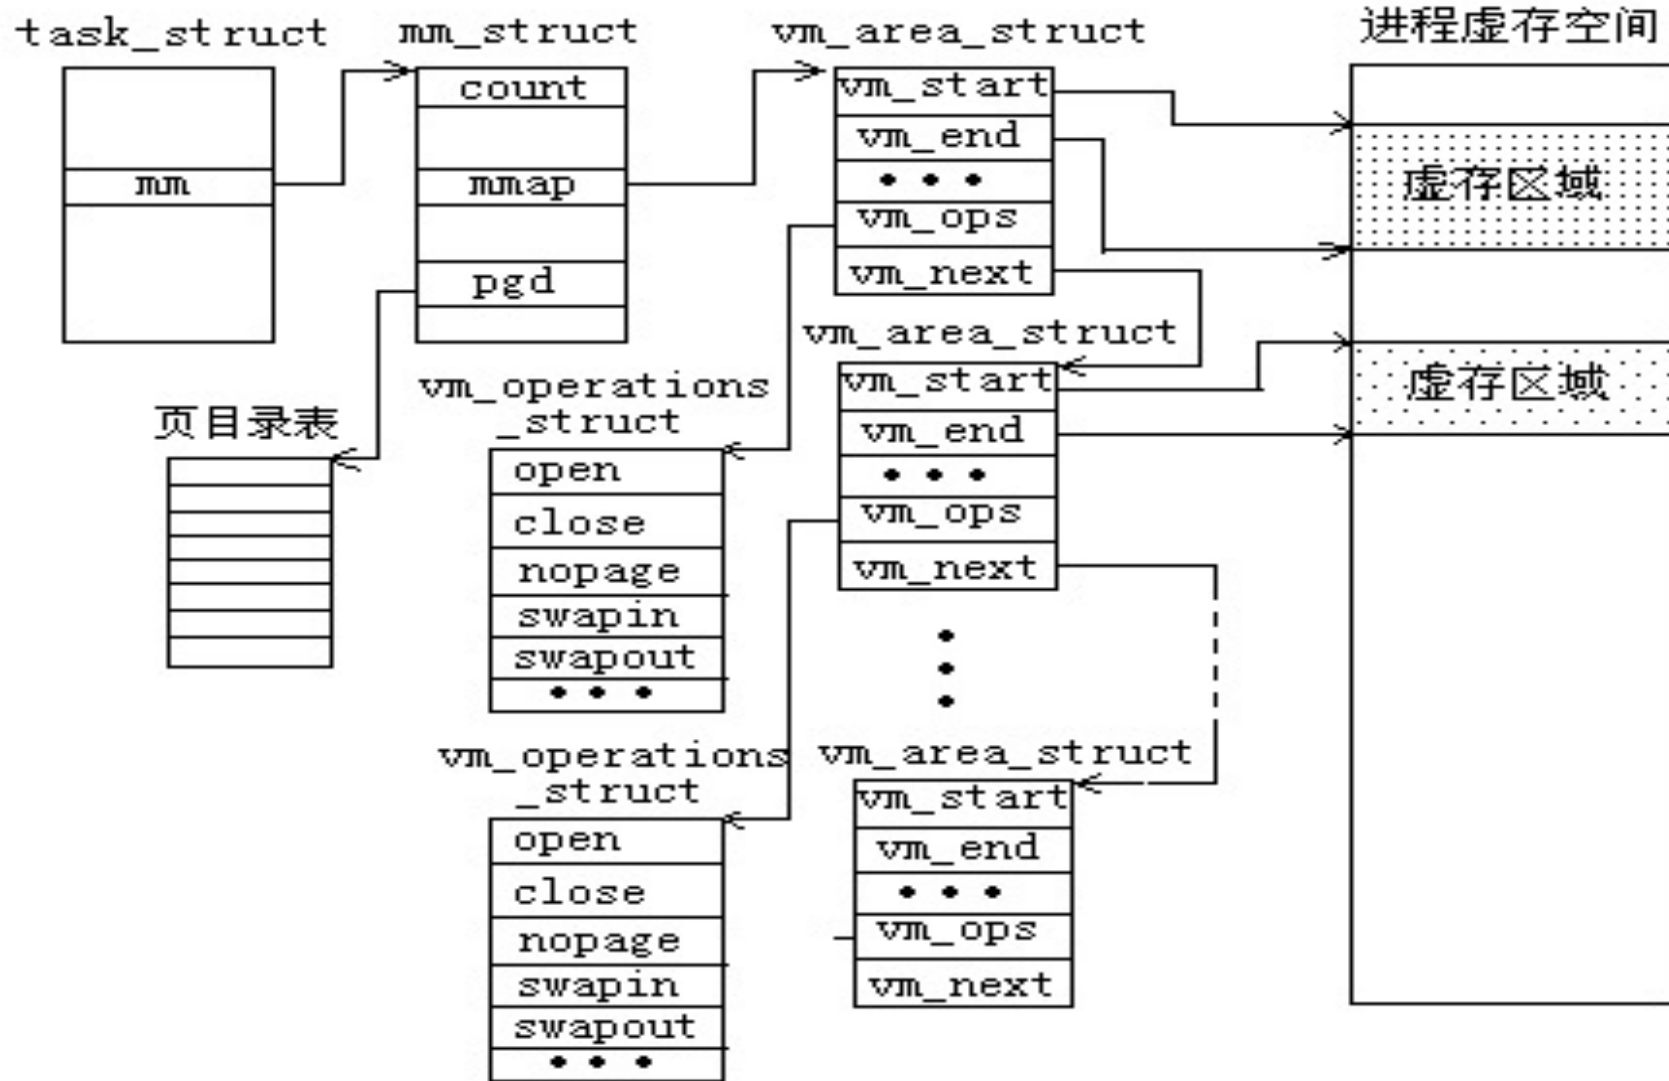 task_struct
mm
mm_struct
count
mmap
pgd
页目录表
vm_area_struct
vm_start
vm_end
• • •
vm_ops
vm_next
vm_operations
_struct
open
close
nopage
swapin
swapout
• • •
vm_area_struct
vm_start
vm_end
• • •
vm_ops
vm_next
vm_operations
_struct
open
close
nopage
swapin
swapout
• • •
vm_area_struct
vm_start
vm_end
• • •
vm_ops
vm_next
进程虚存空间
虚存区域
虚存区域